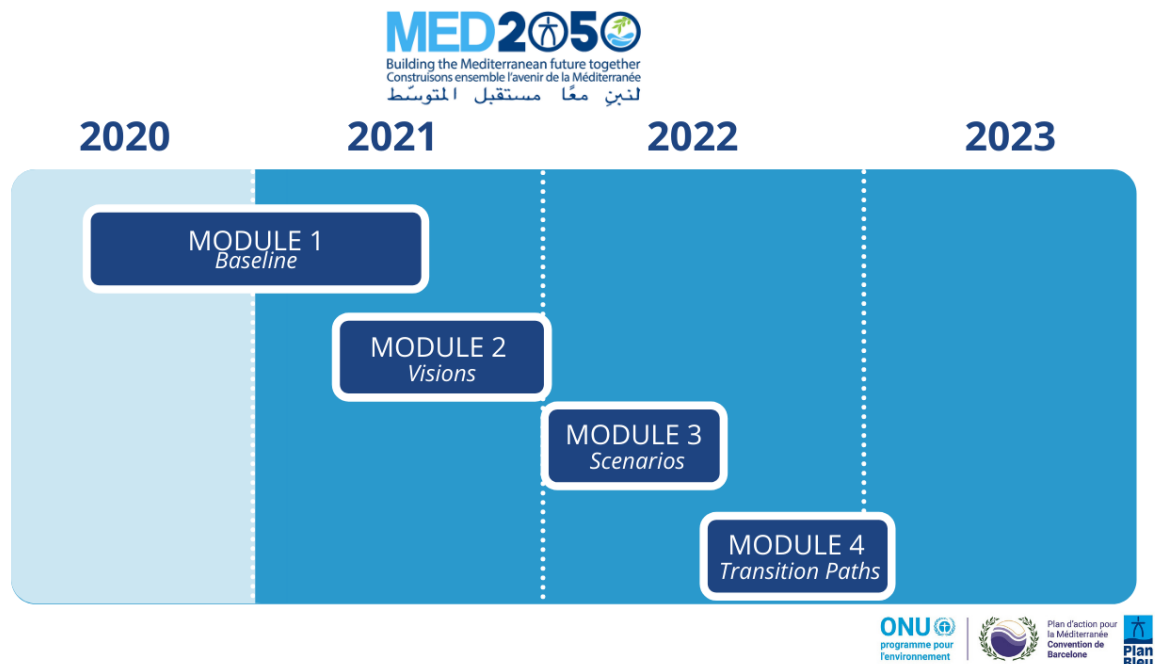 MED2050
Building the Mediterranean future together
Construisons ensemble l'avenir de la Méditerranée
لنبنِ معًا مستقبل المتوسّط
2020
2021
2022
2023
MODULE 1
Baseline
MODULE 2
Visions
MODULE 3
Scenarios
MODULE 4
Transition Paths
ONU
programme pour
l'environnement
Plan d'action pour
la Méditerranée
Convention de
Barcelone
Plan
Bleu